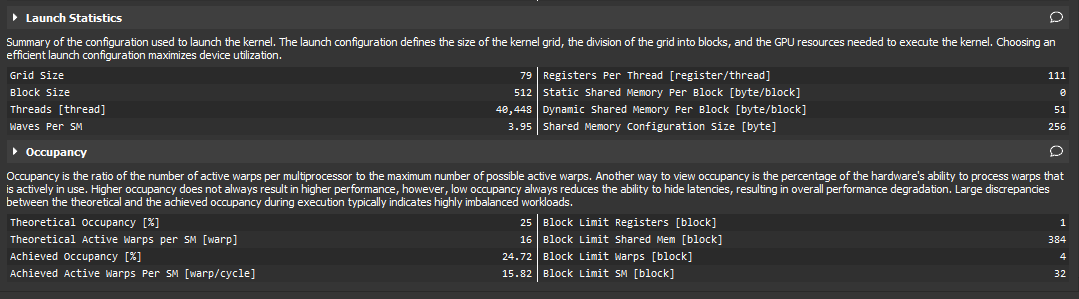 Launch Statistics
Summary of the configuration used to launch the kernel. The launch configuration defines the size of the kernel grid, the division of the grid into blocks, and the GPU resources needed to execute the kernel. Choosing an
efficient launch configuration maximizes device utilization.
Grid Size 79 Registers Per Thread [register/thread] 111
Block Size 512 Static Shared Memory Per Block [byte/block] 0
Threads [thread] 40,448 Dynamic Shared Memory Per Block [byte/block] 51
Waves Per SM 3.95 Shared Memory Configuration Size [byte] 256
Occupancy
Occupancy is the ratio of the number of active warps per multiprocessor to the maximum number of possible active warps. Another way to view occupancy is the percentage of the hardware's ability to process warps that
is actively in use. Higher occupancy does not always result in higher performance, however, low occupancy always reduces the ability to hide latencies, resulting in overall performance degradation. Large discrepancies
between the theoretical and the achieved occupancy during execution typically indicates highly imbalanced workloads.
Theoretical Occupancy [%] 25 Block Limit Registers [block] 1
Theoretical Active Warps per SM [warp] 16 Block Limit Shared Mem [block] 384
Achieved Occupancy [%] 24.72 Block Limit Warps [block] 4
Achieved Active Warps Per SM [warp/cycle] 15.82 Block Limit SM [block] 32